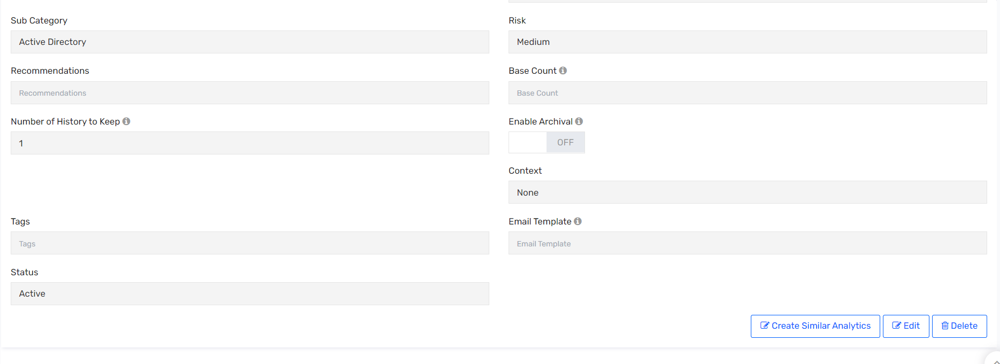 Sub Category
Risk
Active Directory
Medium
Recommendations
Base Count
Recommendations
Base Count
Number of History to Keep
Enable Archival
1
OFF
Context
None
Tags
Email Template
Tags
Email Template
Status
Active
Create Similar Analytics
Edit
Delete